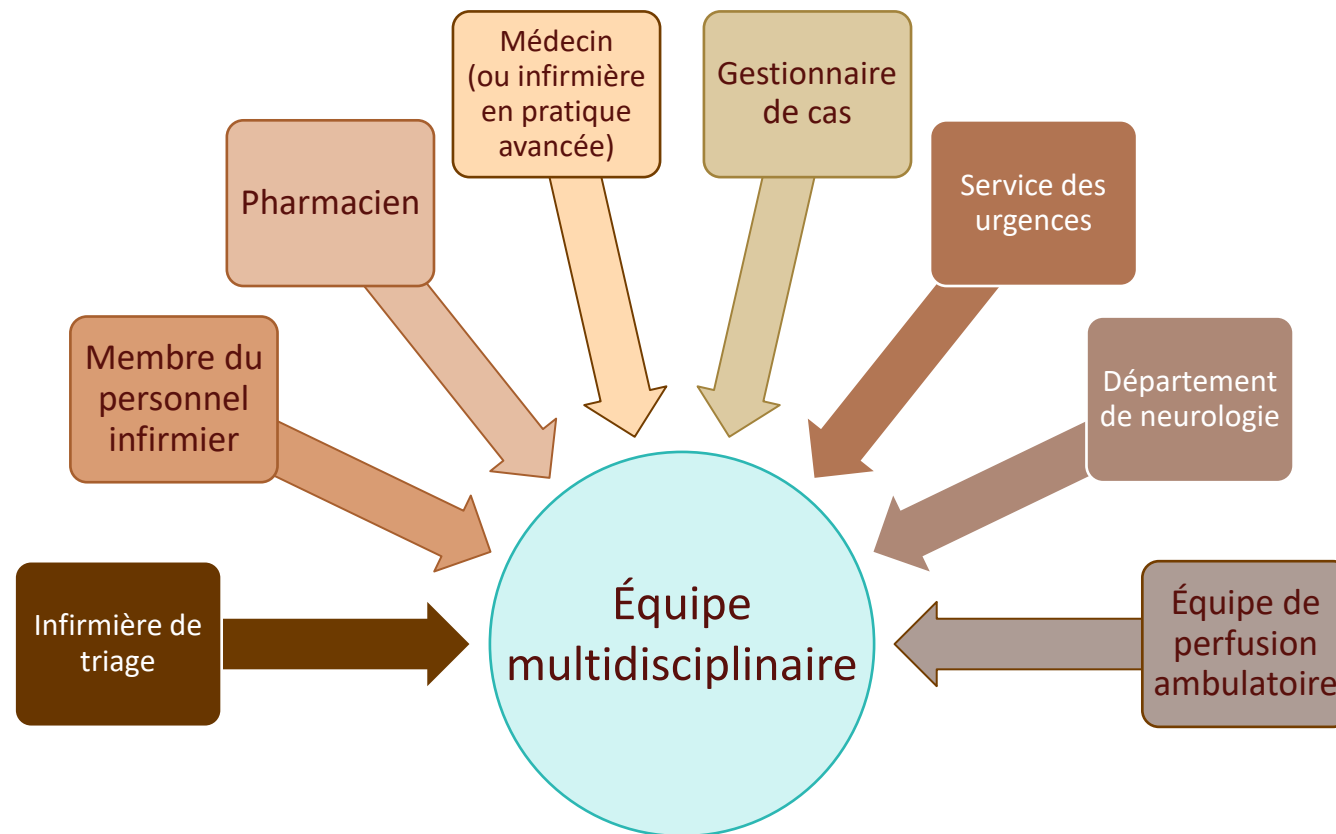 Médecin
(ou infirmière
en pratique
avancée)
Gestionnaire
de cas
Pharmacien
Service des
urgences
Membre du
personnel
infirmier
Département
de neurologie
Infirmière de
triage
Équipe
multidisciplinaire
Équipe de
perfusion
ambulatoire